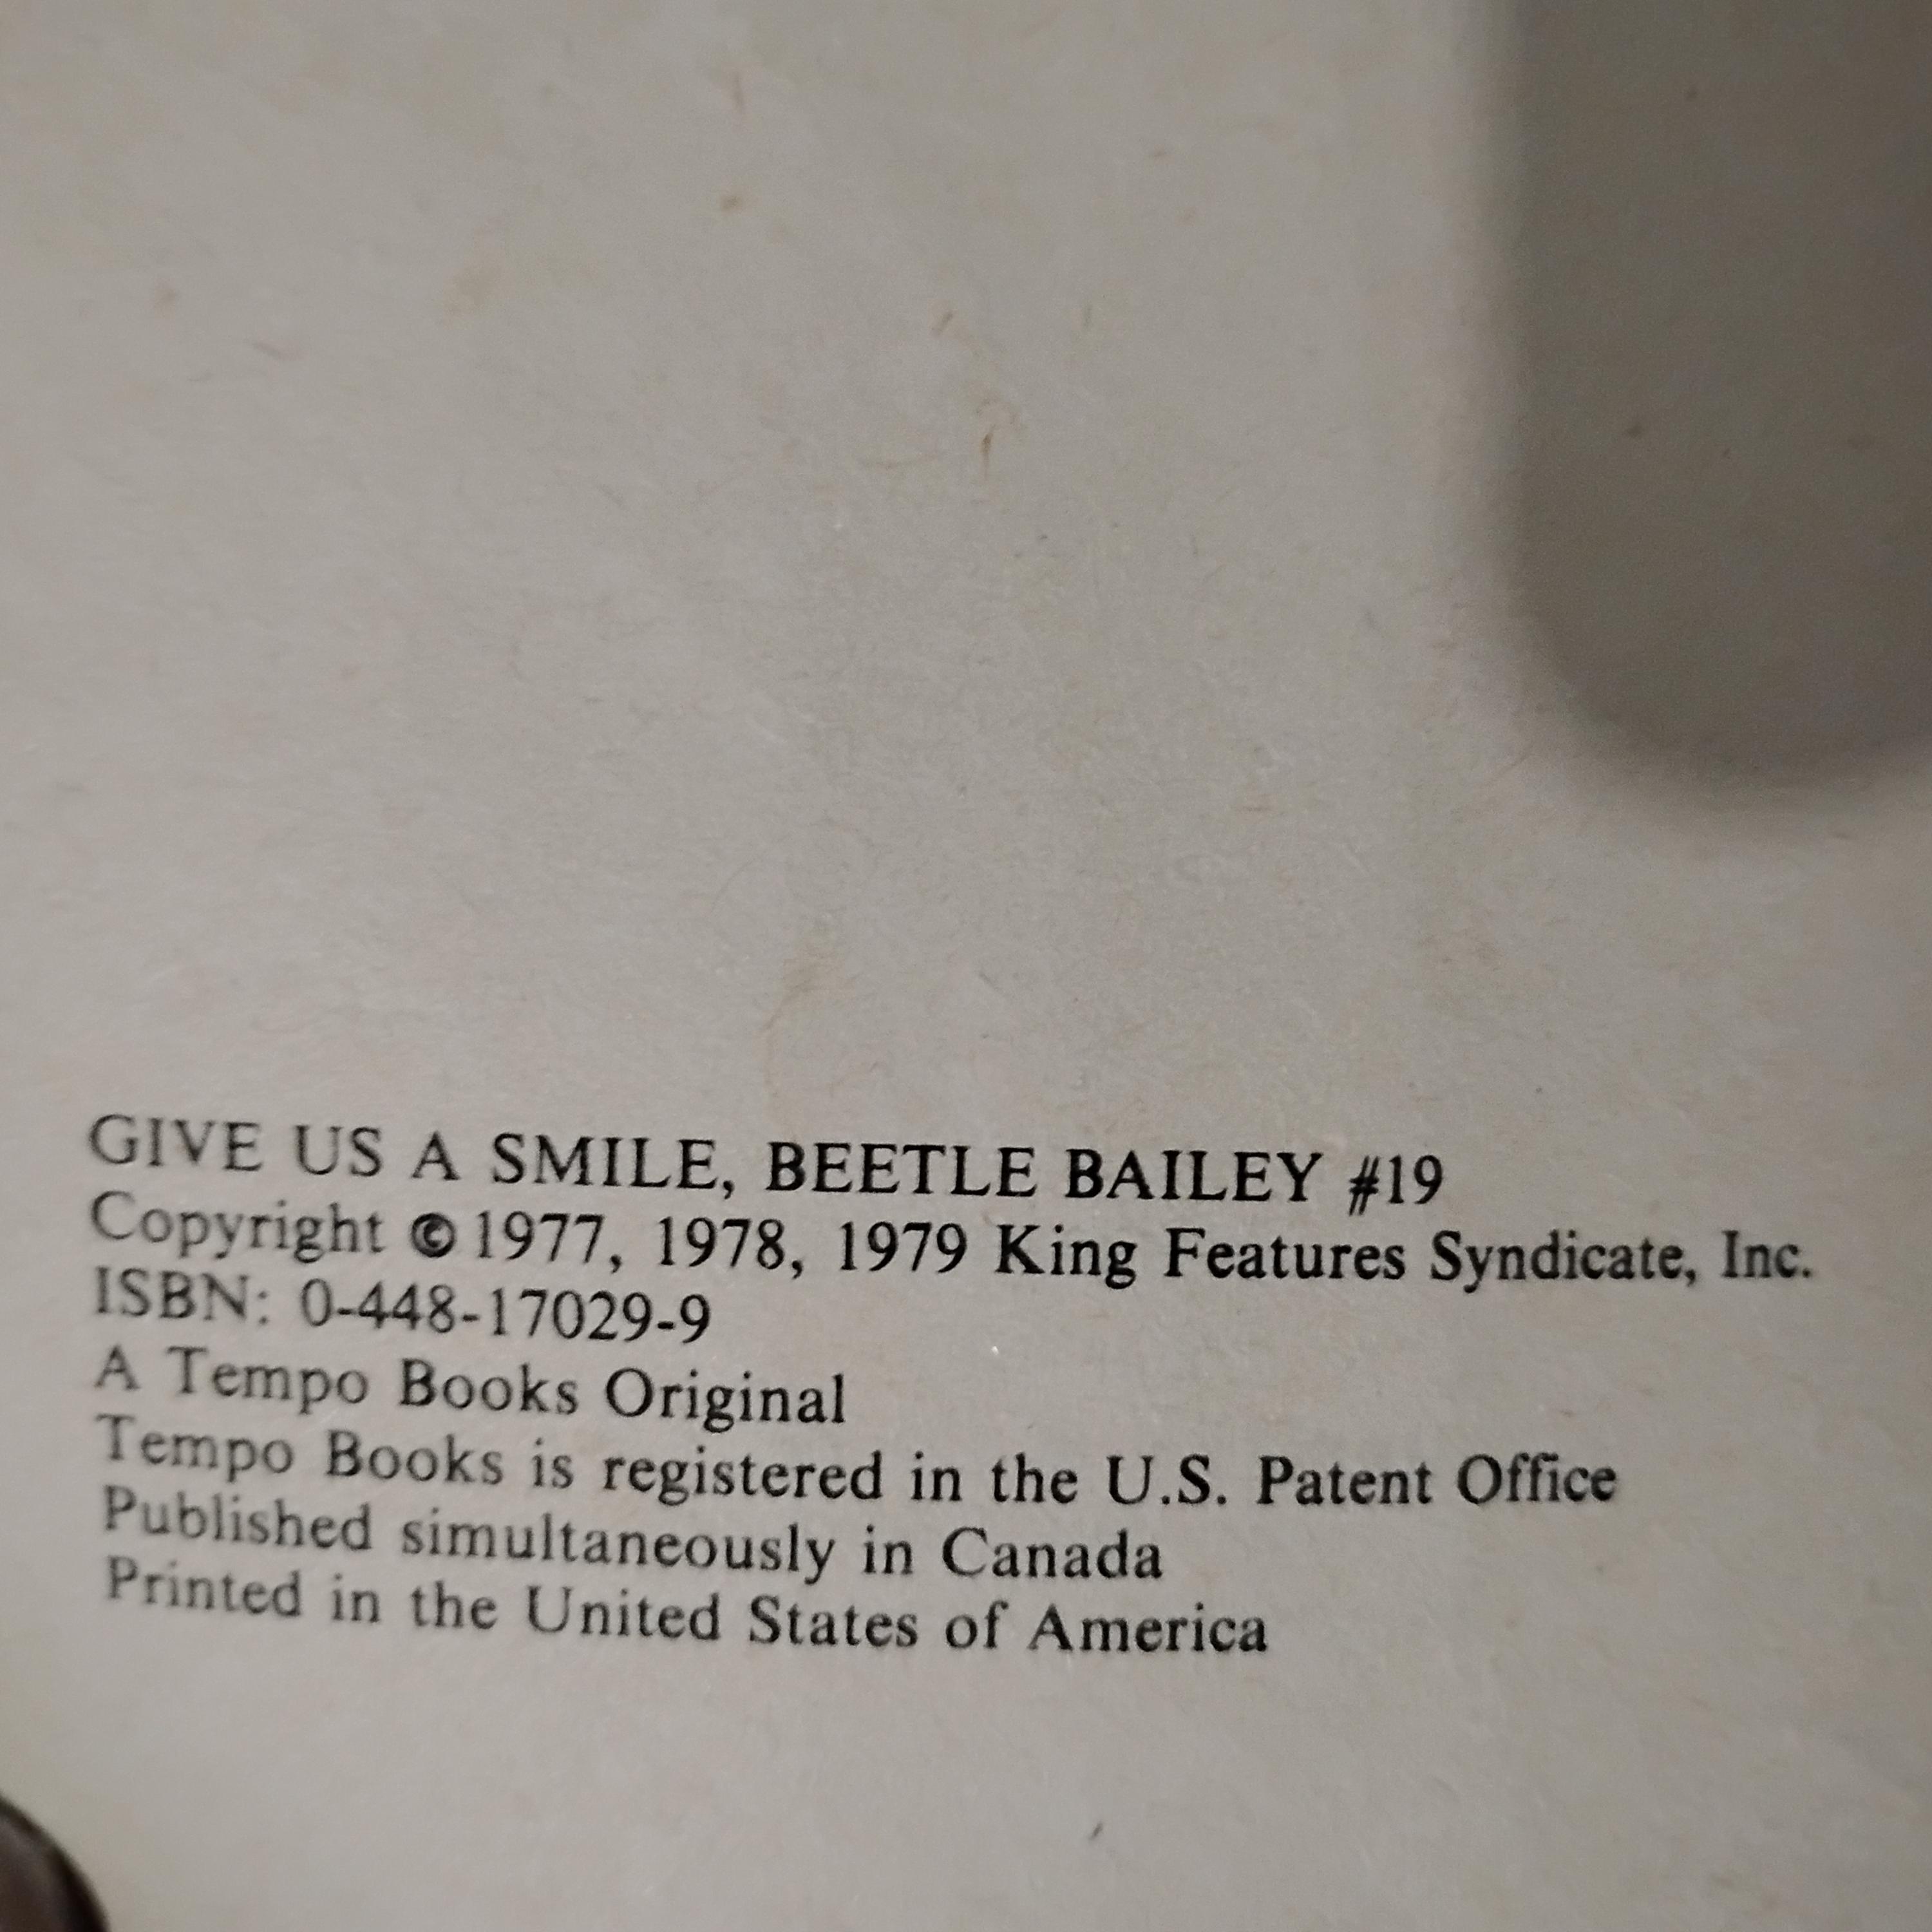 GIVE US A SMILE, BEETLE BAILEY #19
Copyright © 1977, 1978, 1979 King Features Syndicate, Inc.
ISBN: 0-448-17029-9
A Tempo Books Original
Tempo Books is registered in the U.S. Patent Office
Published simultaneously in Canada
Printed in the United States of America